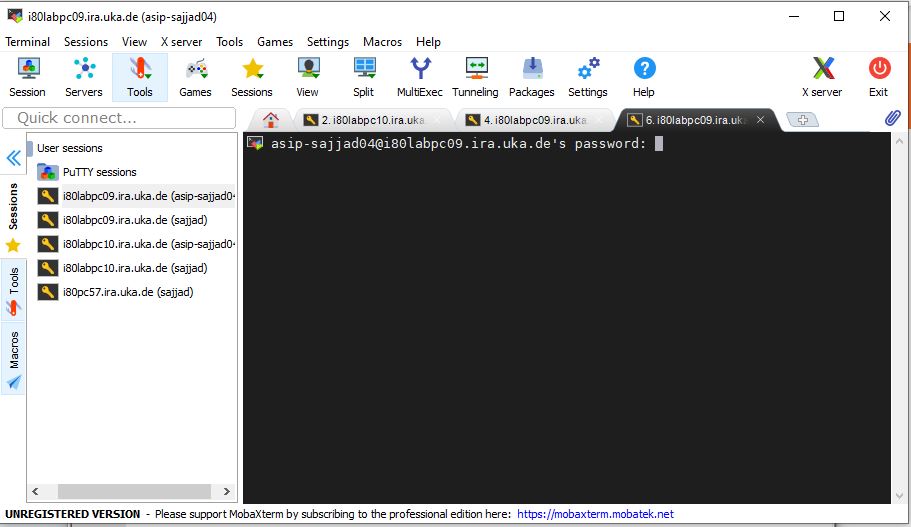 i80labpc09.ira.uka.de (asip-sajjad04)
Terminal Sessions View X server Tools Games Settings Macros Help
Session Servers Tools Games Sessions View Split MultiExec Tunneling Packages Settings Help X server Exit
Quick connect...
2. i80labpc10.ira.uka.
4. i80labpc09.ira.uka.
6. i80labpc09.ira.uka
User sessions
PuTTY sessions
i80labpc09.ira.uka.de (asip-sajjad04
i80labpc09.ira.uka.de (sajjad)
i80labpc10.ira.uka.de (asip-sajjad04
i80labpc10.ira.uka.de (sajjad)
i80pc57.ira.uka.de (sajjad)
Sessions
Tools
Macros
asip-sajjad04@i80labpc09.ira.uka.de's password:
UNREGISTERED VERSION - Please support MobaXterm by subscribing to the professional edition here: https://mobaxterm.mobatek.net